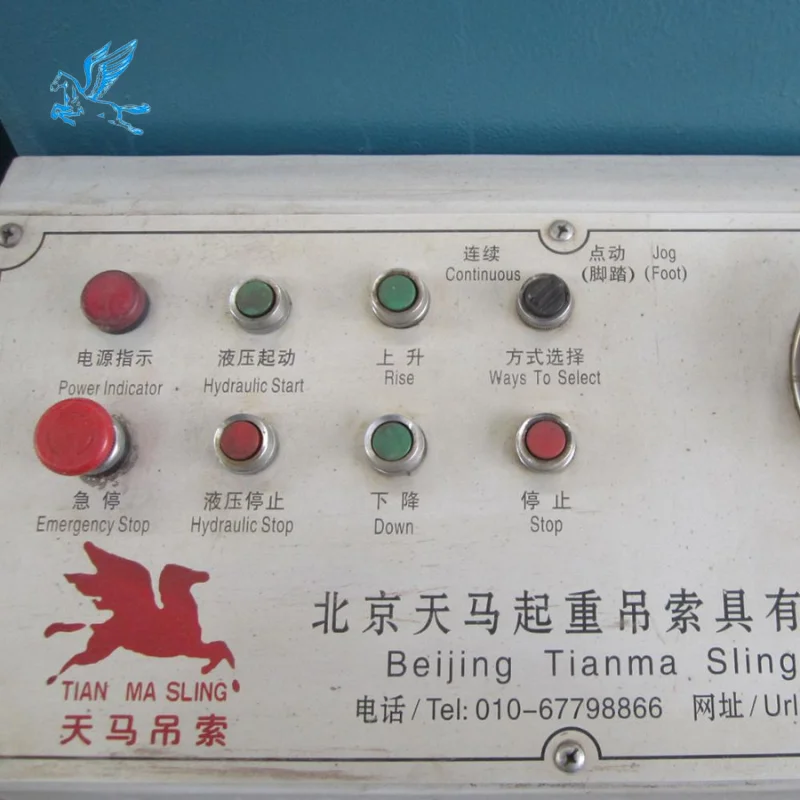 连续 点动 Jog
Continuous (脚踏) (Foot)
电源指示 液压起动 上升 方式选择
Power Indicator Hydraulic Start Rise Ways To Select
急停 液压停止 下降 停止
Emergency Stop Hydraulic Stop Down Stop
北京天马起重吊索具有
Beijing Tianma Sling
电话/Tel: 010-67798866 网址/Url
TIAN MA SLING
天马吊索